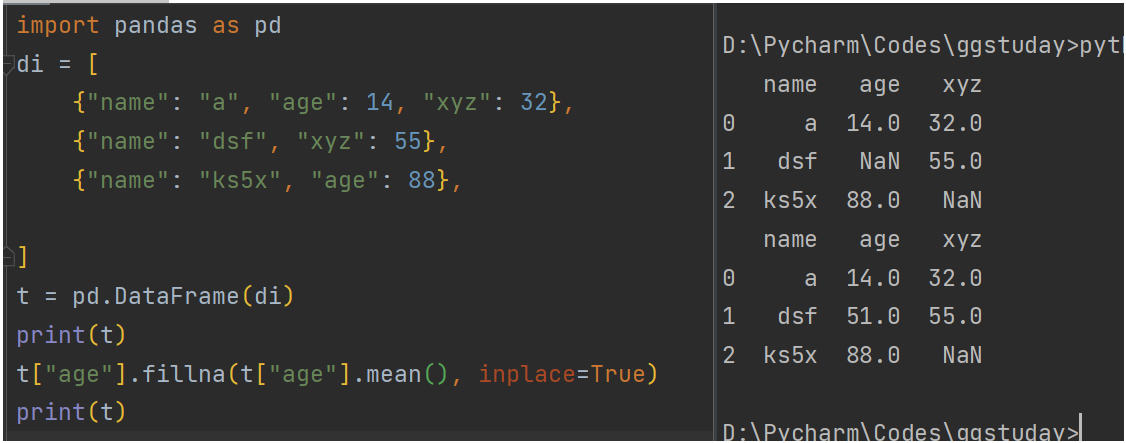 import pandas as pd
di = [
    {"name": "a", "age": 14, "xyz": 32},
    {"name": "dsf", "xyz": 55},
    {"name": "ks5x", "age": 88},
]
t = pd.DataFrame(di)
print(t)
t["age"].fillna(t["age"].mean(), inplace=True)
print(t)
D:\Pycharm\Codes\ggstuday>pyth
   name   age   xyz
0     a  14.0  32.0
1   dsf   NaN  55.0
2  ks5x  88.0   NaN
   name   age   xyz
0     a  14.0  32.0
1   dsf  51.0  55.0
2  ks5x  88.0   NaN
D:\Pycharm\Codes\ggstuday>